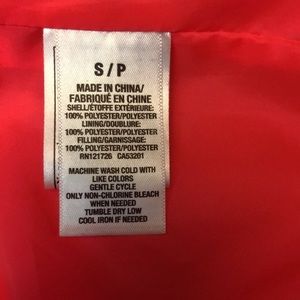 S/P
MADE IN CHINA/
FABRIQUÉ EN CHINE
SHELL/ÉTOFFE EXTÉRIEURE:
100% POLYESTER/POLYESTER
LINING/DOUBLURE:
100% POLYESTER/POLYESTER
FILLING/GARNISSAGE:
100% POLYESTER/POLYESTER
RN121726 CA53201
MACHINE WASH COLD WITH
LIKE COLORS
GENTLE CYCLE
ONLY NON-CHLORINE BLEACH
WHEN NEEDED
TUMBLE DRY LOW
COOL IRON IF NEEDED